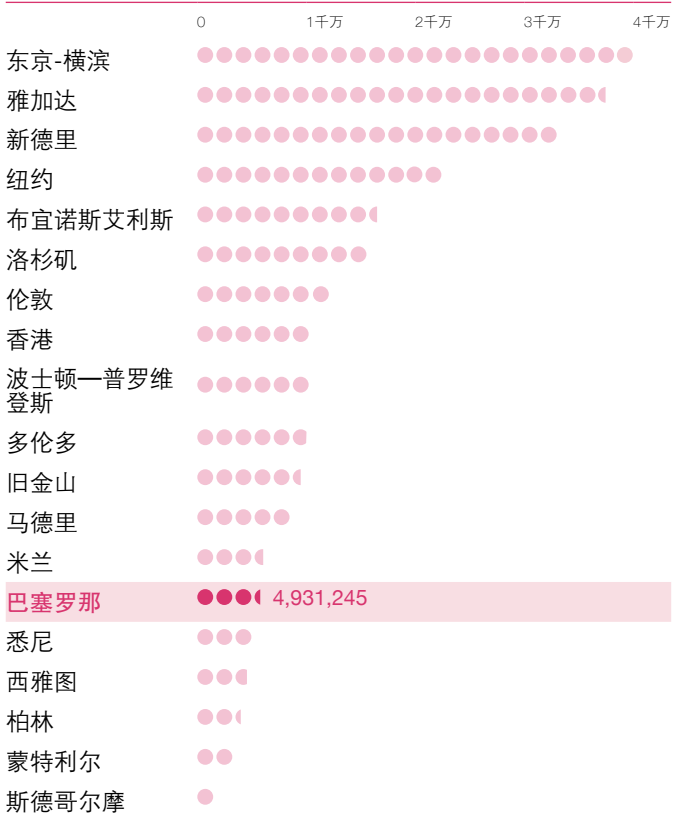 0 1千万 2千万 3千万 4千万
东京-横滨
雅加达
新德里
纽约
布宜诺斯艾利斯
洛杉矶
伦敦
香港
波士顿—普罗维
登斯
多伦多
旧金山
马德里
米兰
巴塞罗那 4,931,245
悉尼
西雅图
柏林
蒙特利尔
斯德哥尔摩